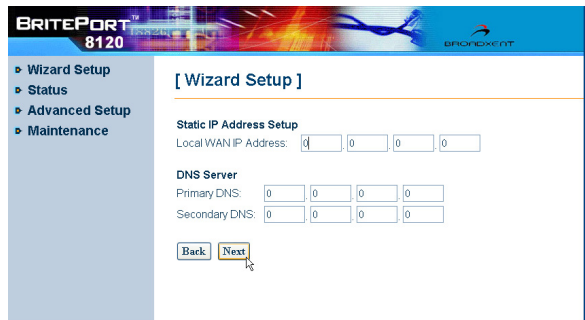 BRITEPORT™
8120
BROADXENT
Wizard Setup
Status
Advanced Setup
Maintenance
[ Wizard Setup ]
Static IP Address Setup
Local WAN IP Address: 0 . 0 . 0 . 0
DNS Server
Primary DNS: 0 . 0 . 0 . 0
Secondary DNS: 0 . 0 . 0 . 0
Back Next